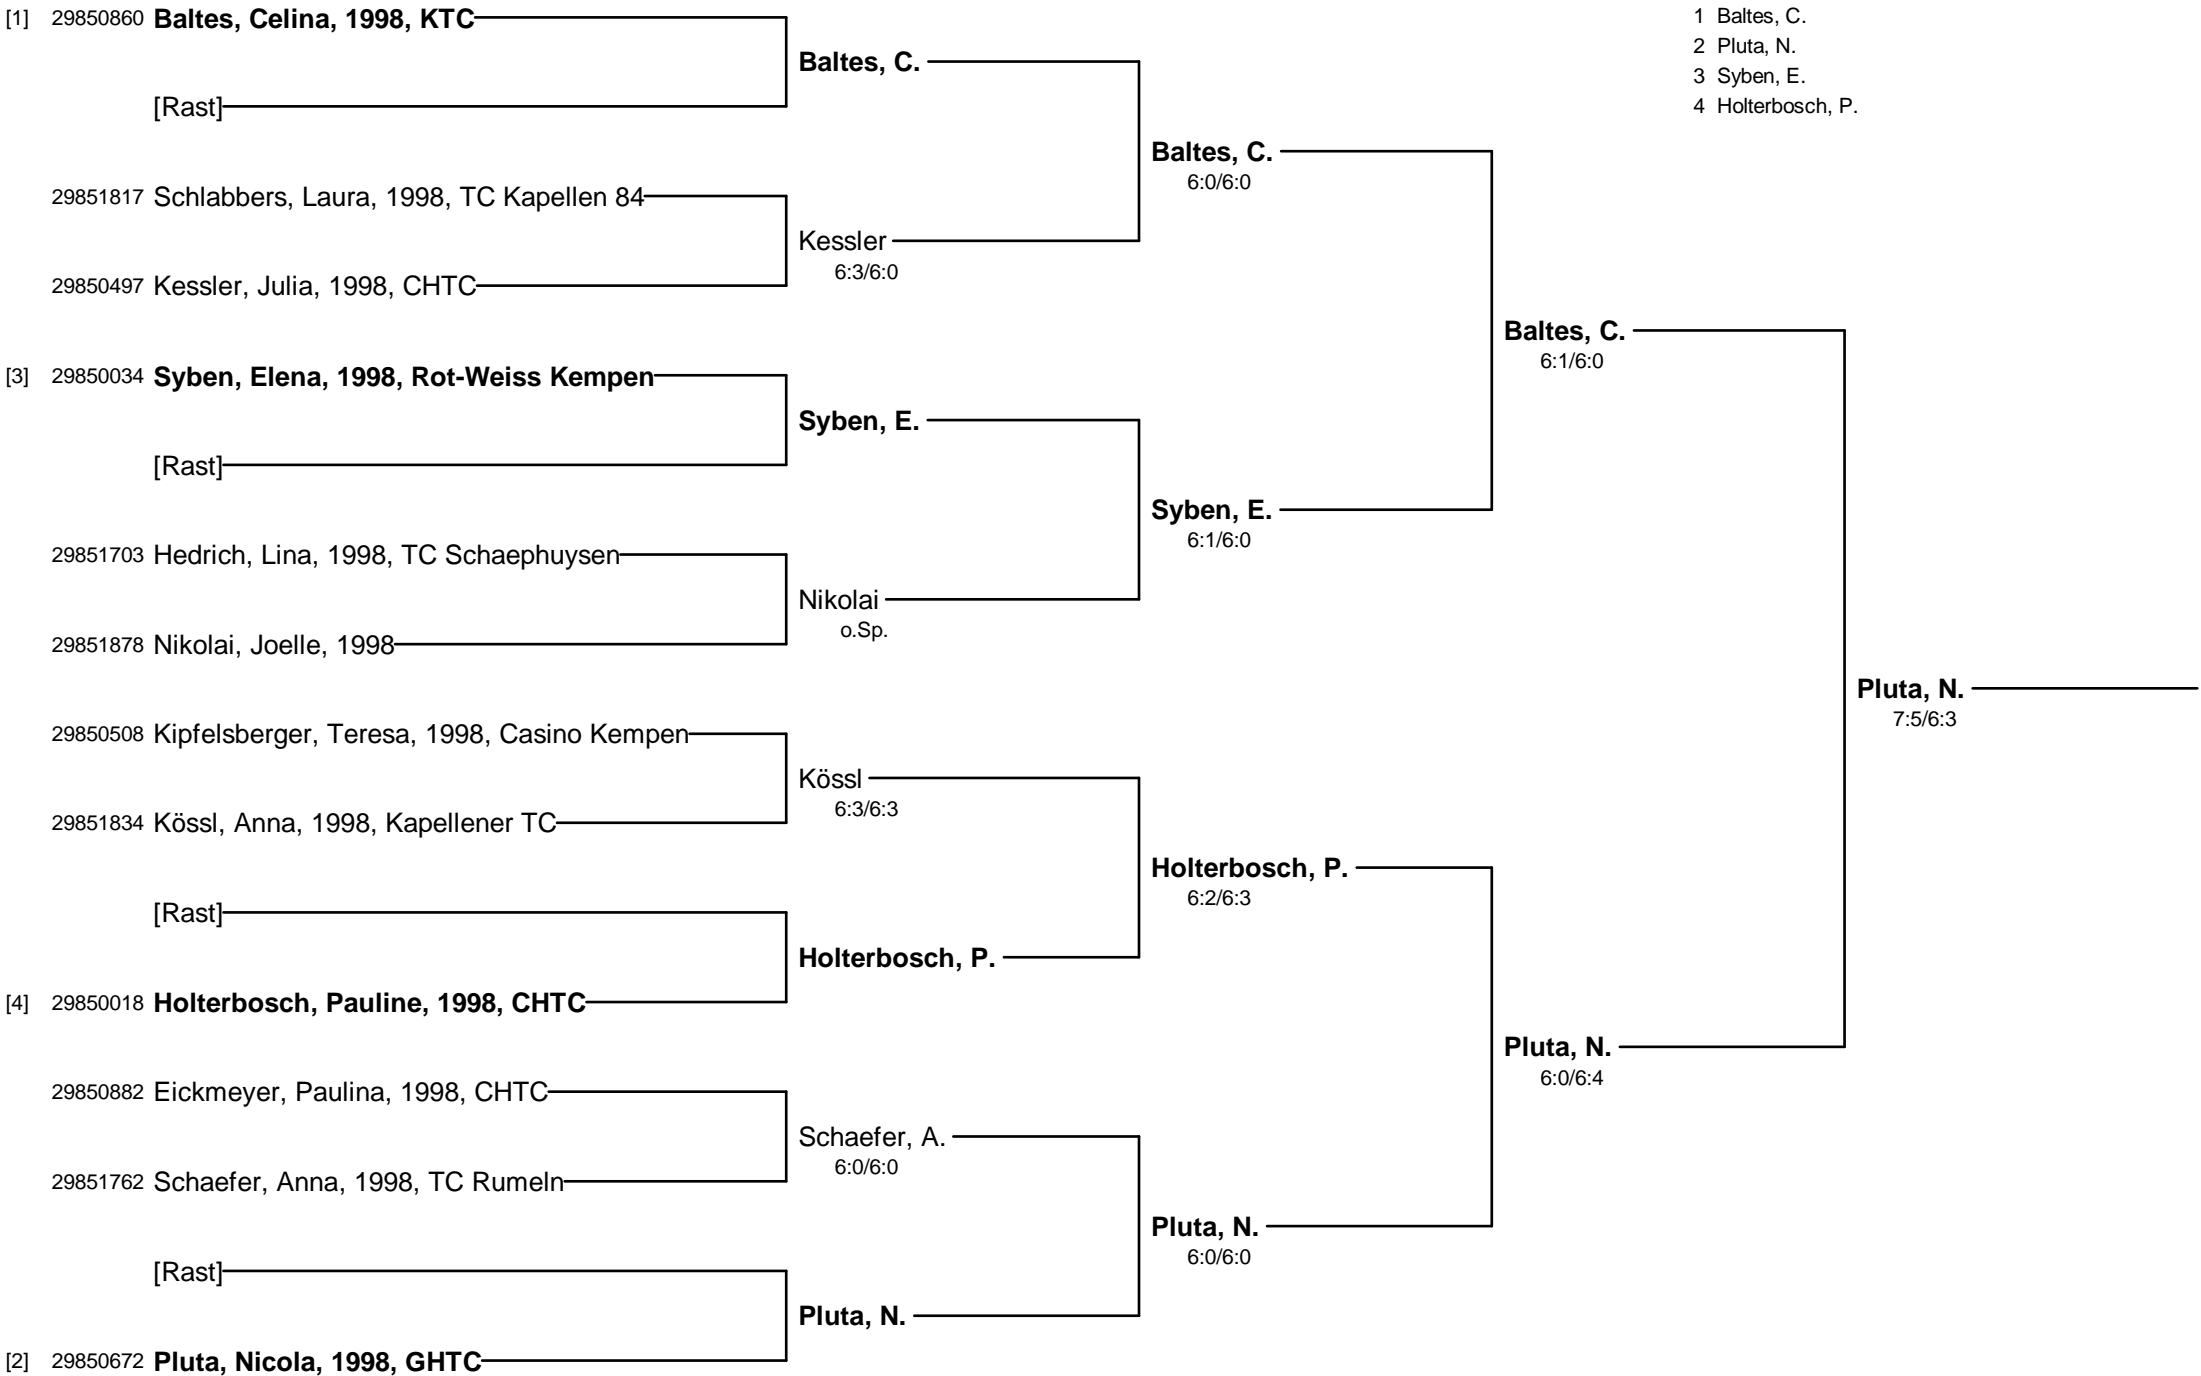 [1] 29850860 Baltes, Celina, 1998, KTC
[Rast]
29851817 Schlabbers, Laura, 1998, TC Kapellen 84
29850497 Kessler, Julia, 1998, CHTC
[3] 29850034 Syben, Elena, 1998, Rot-Weiss Kempen
[Rast]
29851703 Hedrich, Lina, 1998, TC Schaephuysen
29851878 Nikolai, Joelle, 1998
29850508 Kipfelsberger, Teresa, 1998, Casino Kempen
29851834 Kössl, Anna, 1998, Kapellener TC
[Rast]
[4] 29850018 Holterbosch, Pauline, 1998, CHTC
29850882 Eickmeyer, Paulina, 1998, CHTC
29851762 Schaefer, Anna, 1998, TC Rumeln
[Rast]
[2] 29850672 Pluta, Nicola, 1998, GHTC
Baltes, C.
Kessler
6:3/6:0
Syben, E.
Nikolai
o.Sp.
Kössl
6:3/6:3
Holterbosch, P.
Schaefer, A.
6:0/6:0
Pluta, N.
Baltes, C.
6:0/6:0
Syben, E.
6:1/6:0
Holterbosch, P.
6:2/6:3
Pluta, N.
6:0/6:0
Baltes, C.
6:1/6:0
Pluta, N.
6:0/6:4
Pluta, N.
7:5/6:3
1 Baltes, C.
2 Pluta, N.
3 Syben, E.
4 Holterbosch, P.